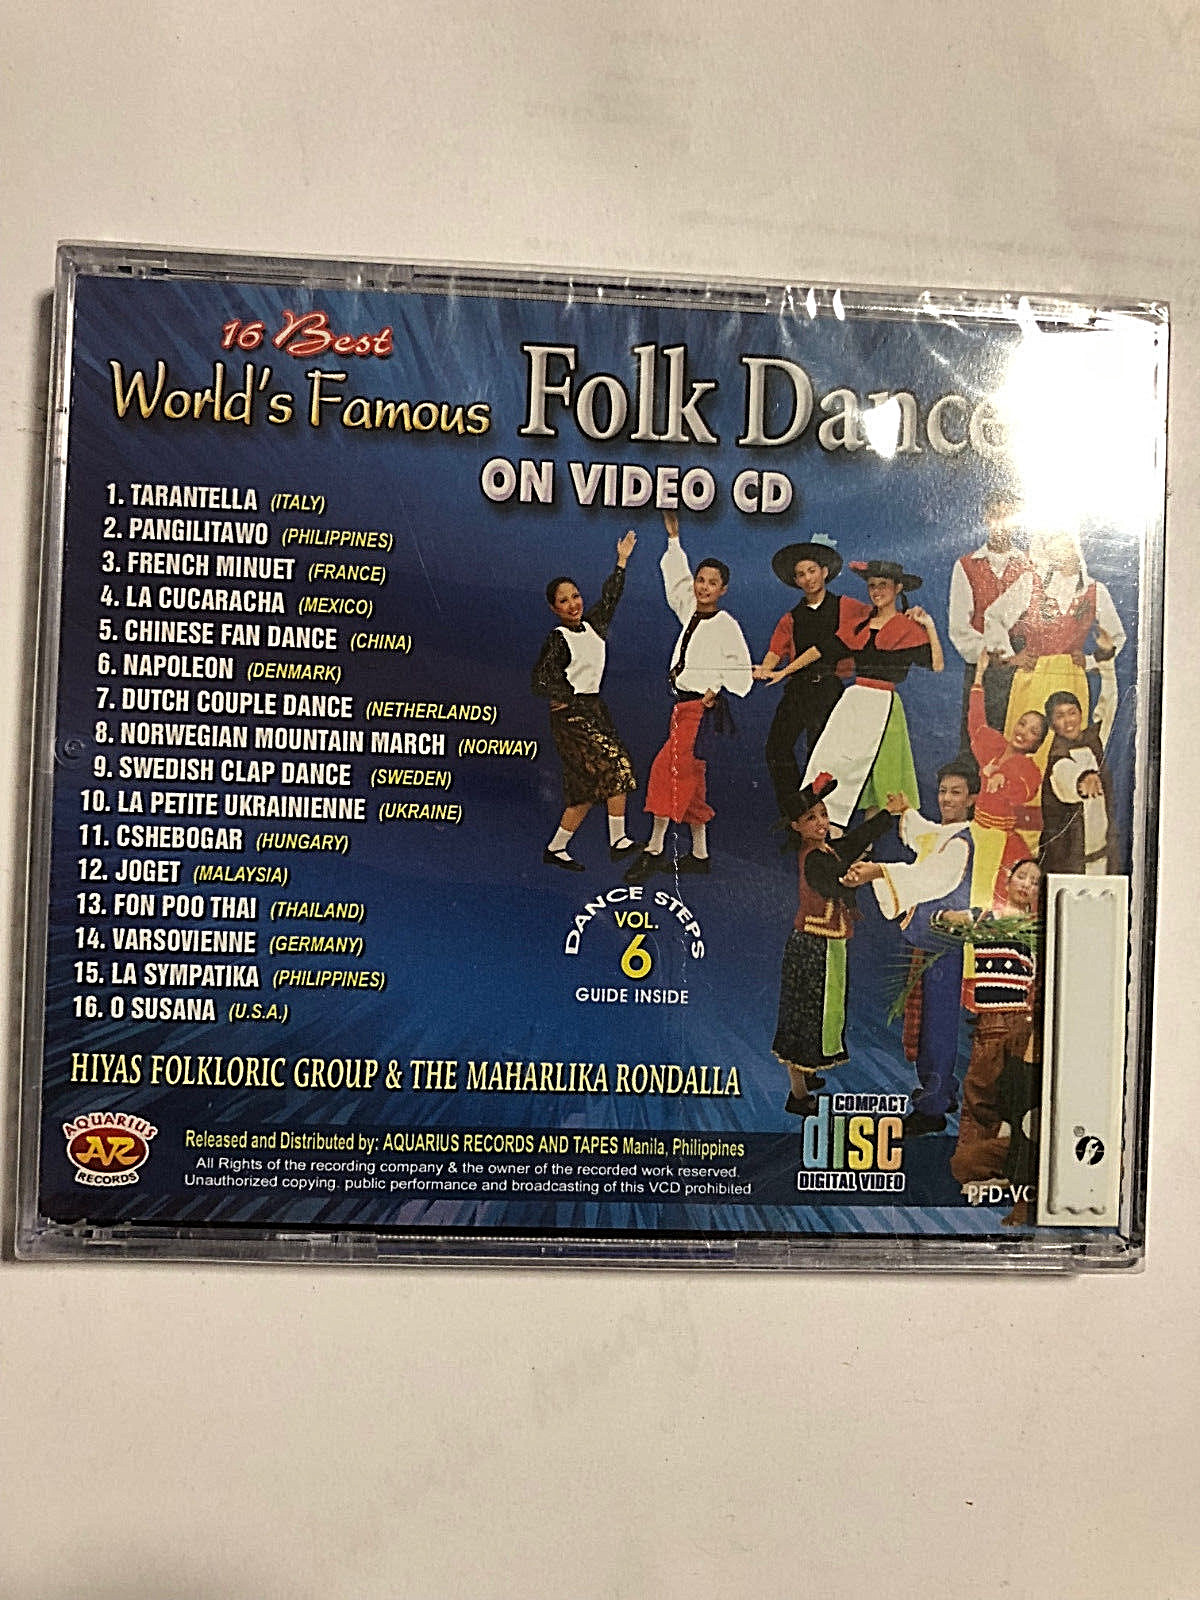 16 Best
World's Famous Folk Dance
ON VIDEO CD
1. TARANTELLA (ITALY)
2. PANGILITAWO (PHILIPPINES)
3. FRENCH MINUET (FRANCE)
4. LA CUCARACHA (MEXICO)
5. CHINESE FAN DANCE (CHINA)
6. NAPOLEON (DENMARK)
7. DUTCH COUPLE DANCE (NETHERLANDS)
8. NORWEGIAN MOUNTAIN MARCH (NORWAY)
9. SWEDISH CLAP DANCE (SWEDEN)
10. LA PETITE UKRAINIENNE (UKRAINE)
11. CSHEBOGAR (HUNGARY)
12. JOGET (MALAYSIA)
13. FON POO THAI (THAILAND)
14. VARSOVIENNE (GERMANY)
15. LA SYMPATIKA (PHILIPPINES)
16. O SUSANA (U.S.A.)
DANCE STEPS
VOL.
6
GUIDE INSIDE
HIYAS FOLKLORIC GROUP & THE MAHARLIKA RONDALLA
AQUARIUS
AR
RECORDS
Released and Distributed by: AQUARIUS RECORDS AND TAPES Manila, Philippines
All Rights of the recording company & the owner of the recorded work reserved.
Unauthorized copying. public performance and broadcasting of this VCD prohibited
COMPACT
disc
DIGITAL VIDEO
PFD-VC